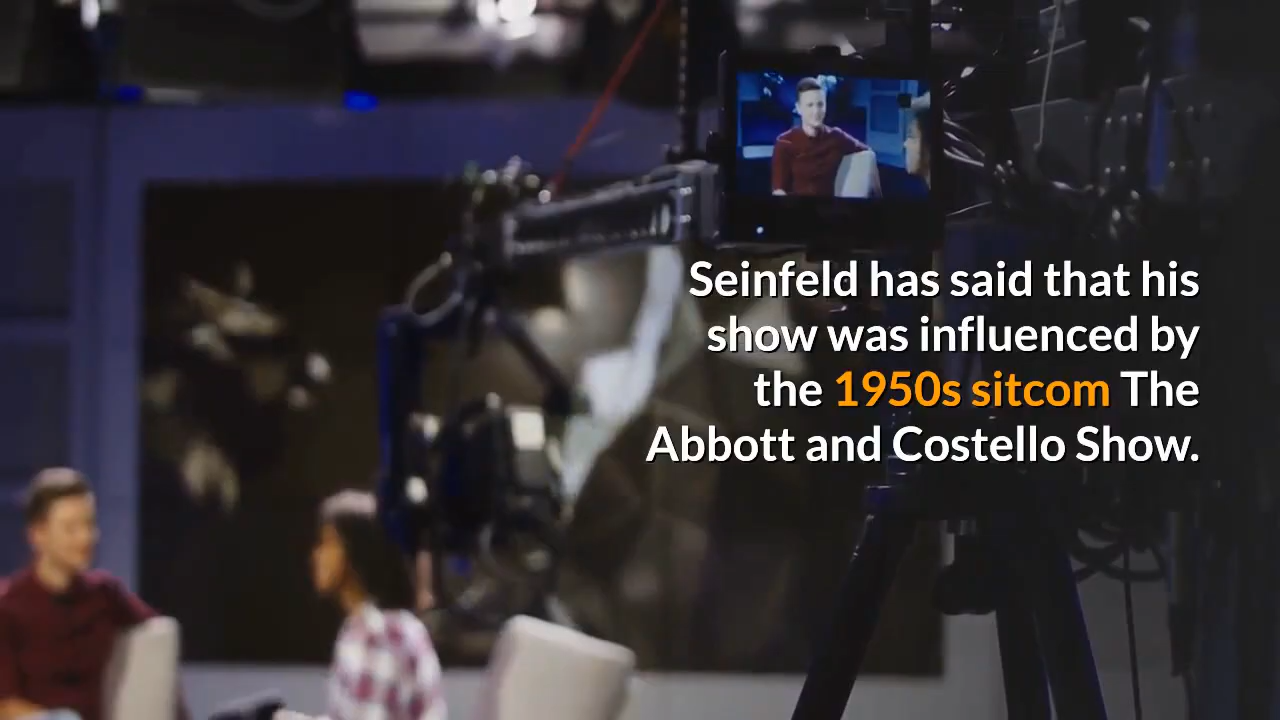 Seinfeld has said that his
show was influenced by
the 1950s sitcom The
Abbott and Costello Show.